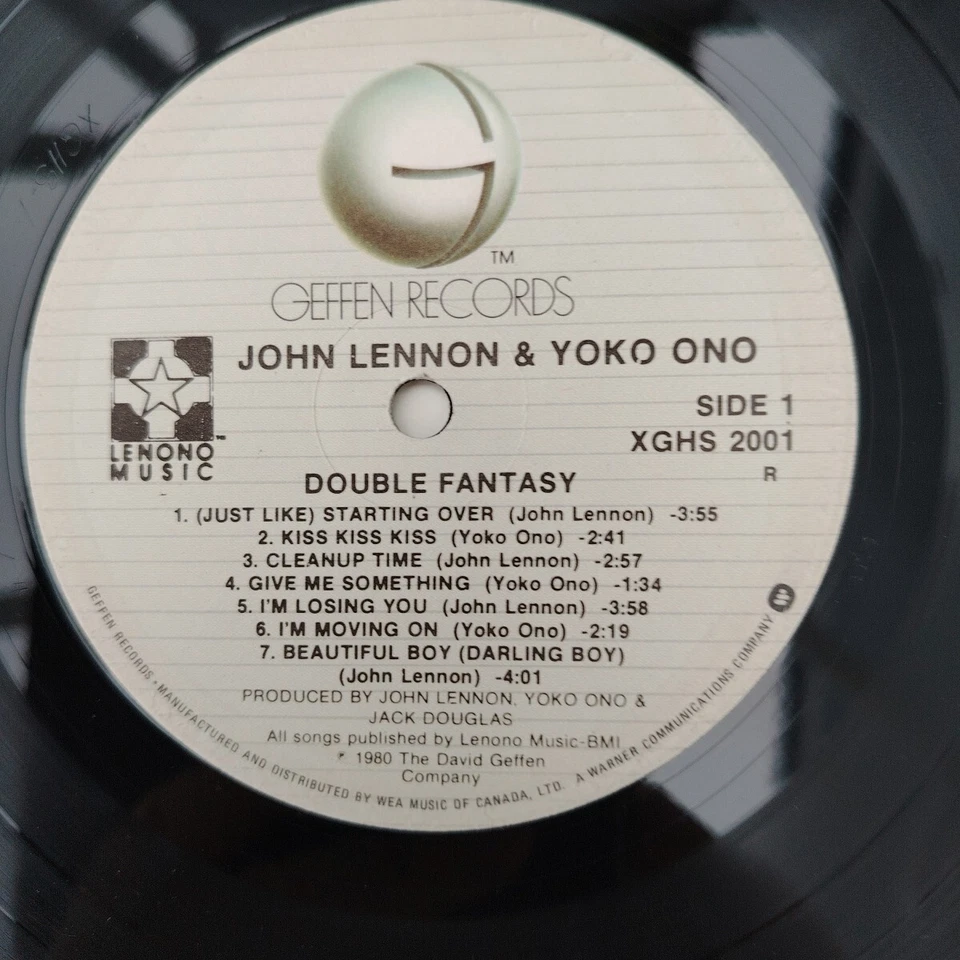 TM
GEFFEN RECORDS
JOHN LENNON & YOKO ONO
SIDE 1
XGHS 2001
R
LENONO™
MUSIC
DOUBLE FANTASY
1. (JUST LIKE) STARTING OVER (John Lennon) -3:55
2. KISS KISS KISS (Yoko Ono) -2:41
3. CLEANUP TIME (John Lennon) -2:57
4. GIVE ME SOMETHING (Yoko Ono) -1:34
5. I'M LOSING YOU (John Lennon) -3:58
6. I'M MOVING ON (Yoko Ono) -2:19
7. BEAUTIFUL BOY (DARLING BOY)
(John Lennon) -4:01
PRODUCED BY JOHN LENNON, YOKO ONO &
JACK DOUGLAS
All songs published by Lenono Music-BMI
℗ 1980 The David Geffen
Company
GEFFEN RECORDS • MANUFACTURED AND DISTRIBUTED BY WEA MUSIC OF CANADA, LTD. A WARNER COMMUNICATIONS COMPANY